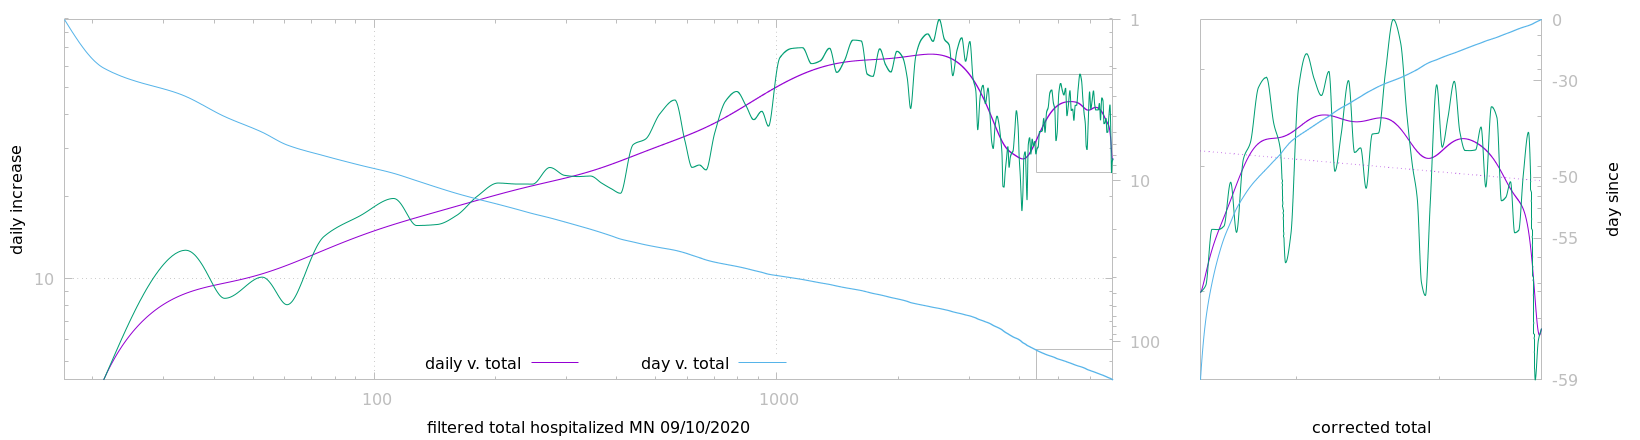 daily increase
10
daily v. total
day v. total
100
1000
filtered total hospitalized MN 09/10/2020
1
10
100
0
-30
-50
-55
-59
day since
corrected total